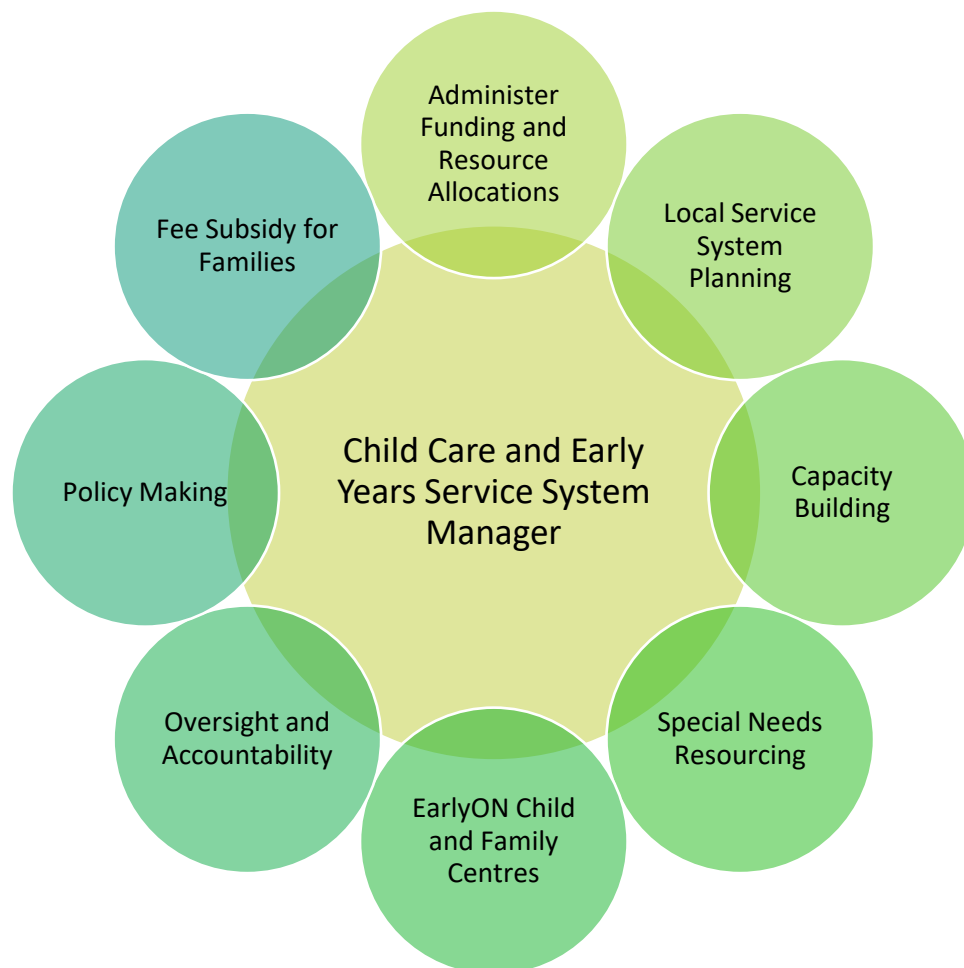 Administer
Funding and
Resource
Allocations
Local Service
System
Planning
Capacity
Building
Special Needs
Resourcing
EarlyON Child
and Family
Centres
Oversight and
Accountability
Policy Making
Fee Subsidy for
Families
Child Care and Early
Years Service System
Manager